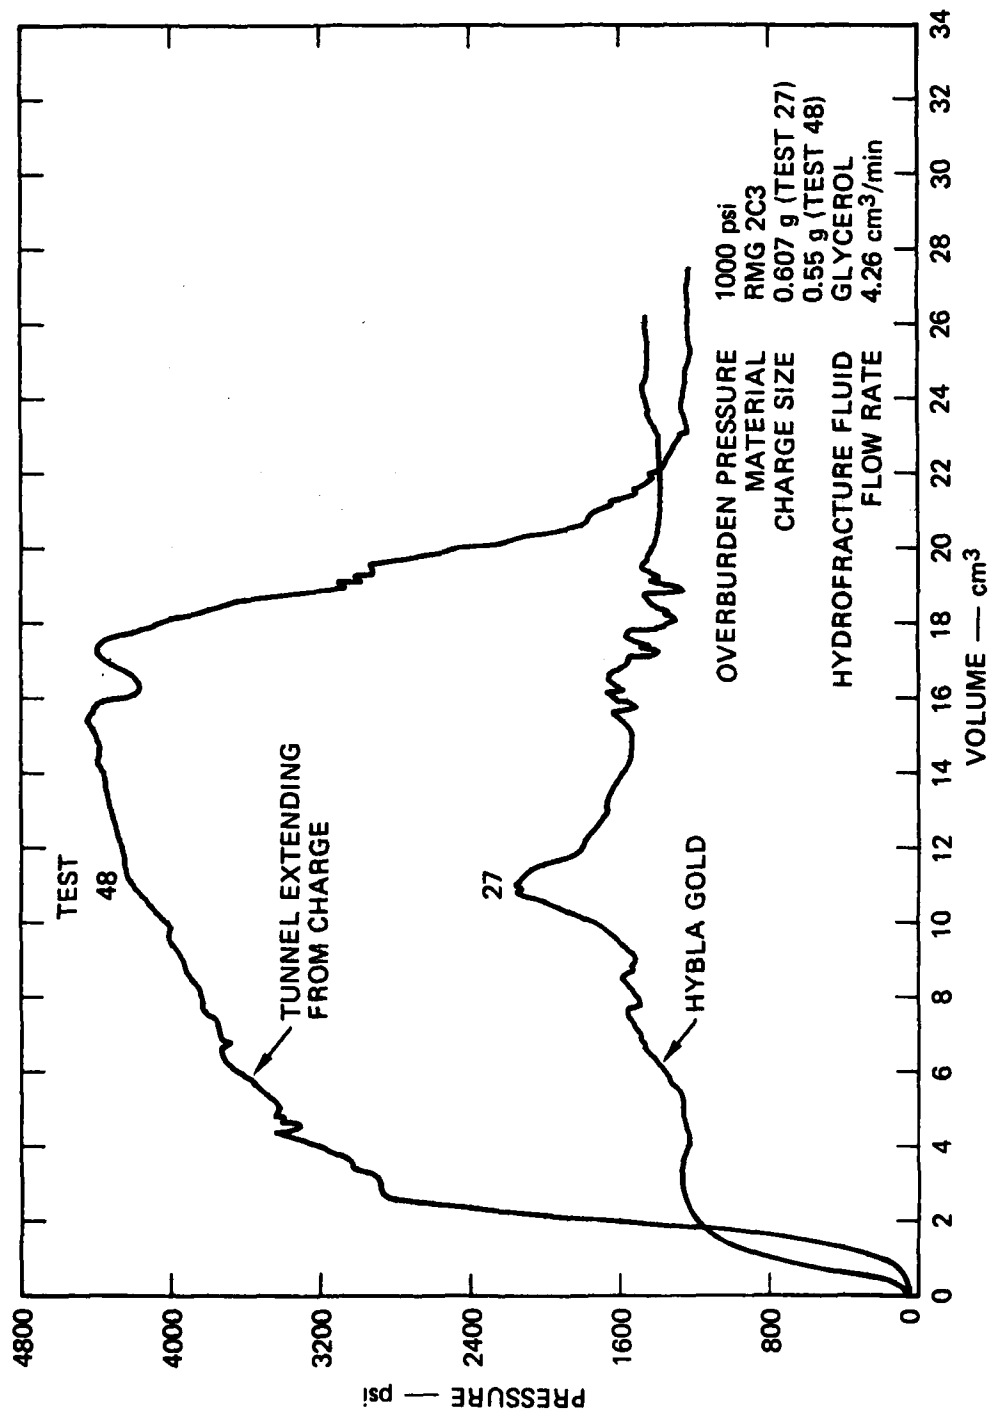 4800
4000
3200
2400
1600
800
0
PRESSURE — psi
0 2 4 6 8 10 12 14 16 18 20 22 24 26 28 30 32 34
VOLUME — cm³
TEST
48
TUNNEL EXTENDING
FROM CHARGE
27
HYBLA GOLD
OVERBURDEN PRESSURE 1000 psi
MATERIAL RMG 2C3
CHARGE SIZE 0.607 g (TEST 27)
0.55 g (TEST 48)
HYDROFRACTURE FLUID GLYCEROL
FLOW RATE 4.26 cm³/min